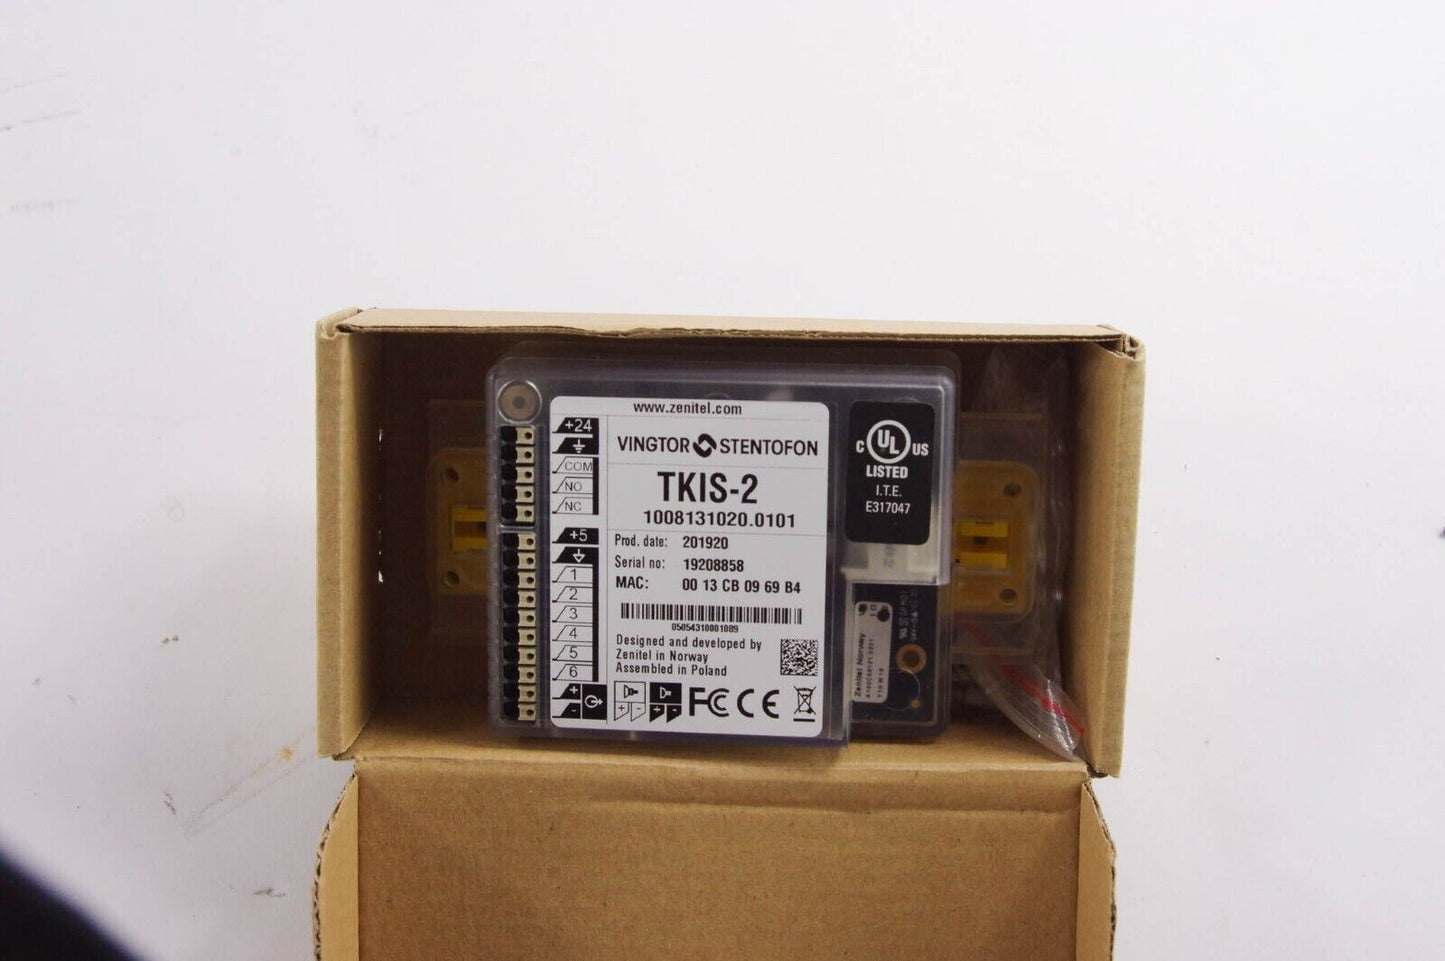 www.zenitel.com
VINGTOR STENTOFON
TKIS-2
1008131020.0101
Prod. date: 201920
Serial no: 19208858
MAC: 00 13 CB 09 69 B4
05054310001089
Designed and developed by
Zenitel in Norway
Assembled in Poland
FC CE
+24
COM
NO
NC
+5
1
2
3
4
5
6
+
-
+ -
+ -
C UL US
LISTED
I.T.E.
E317047
Zenitel Norway